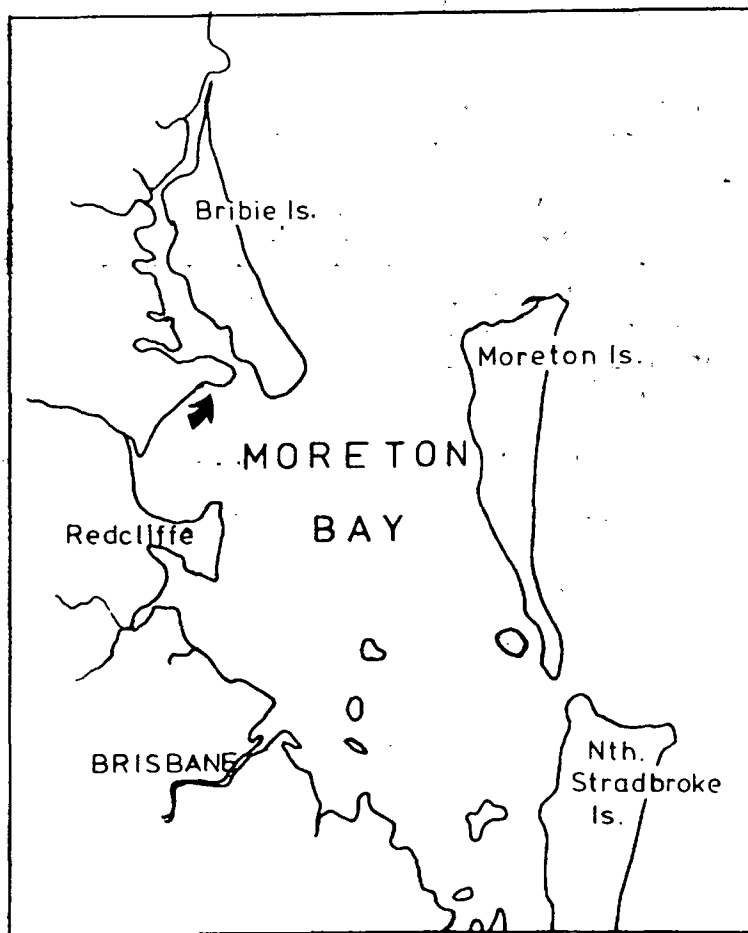 Bribie Is.
Moreton Is.
MORETON
BAY
Redcliffe
BRISBANE
Nth.
Stradbroke
Is.